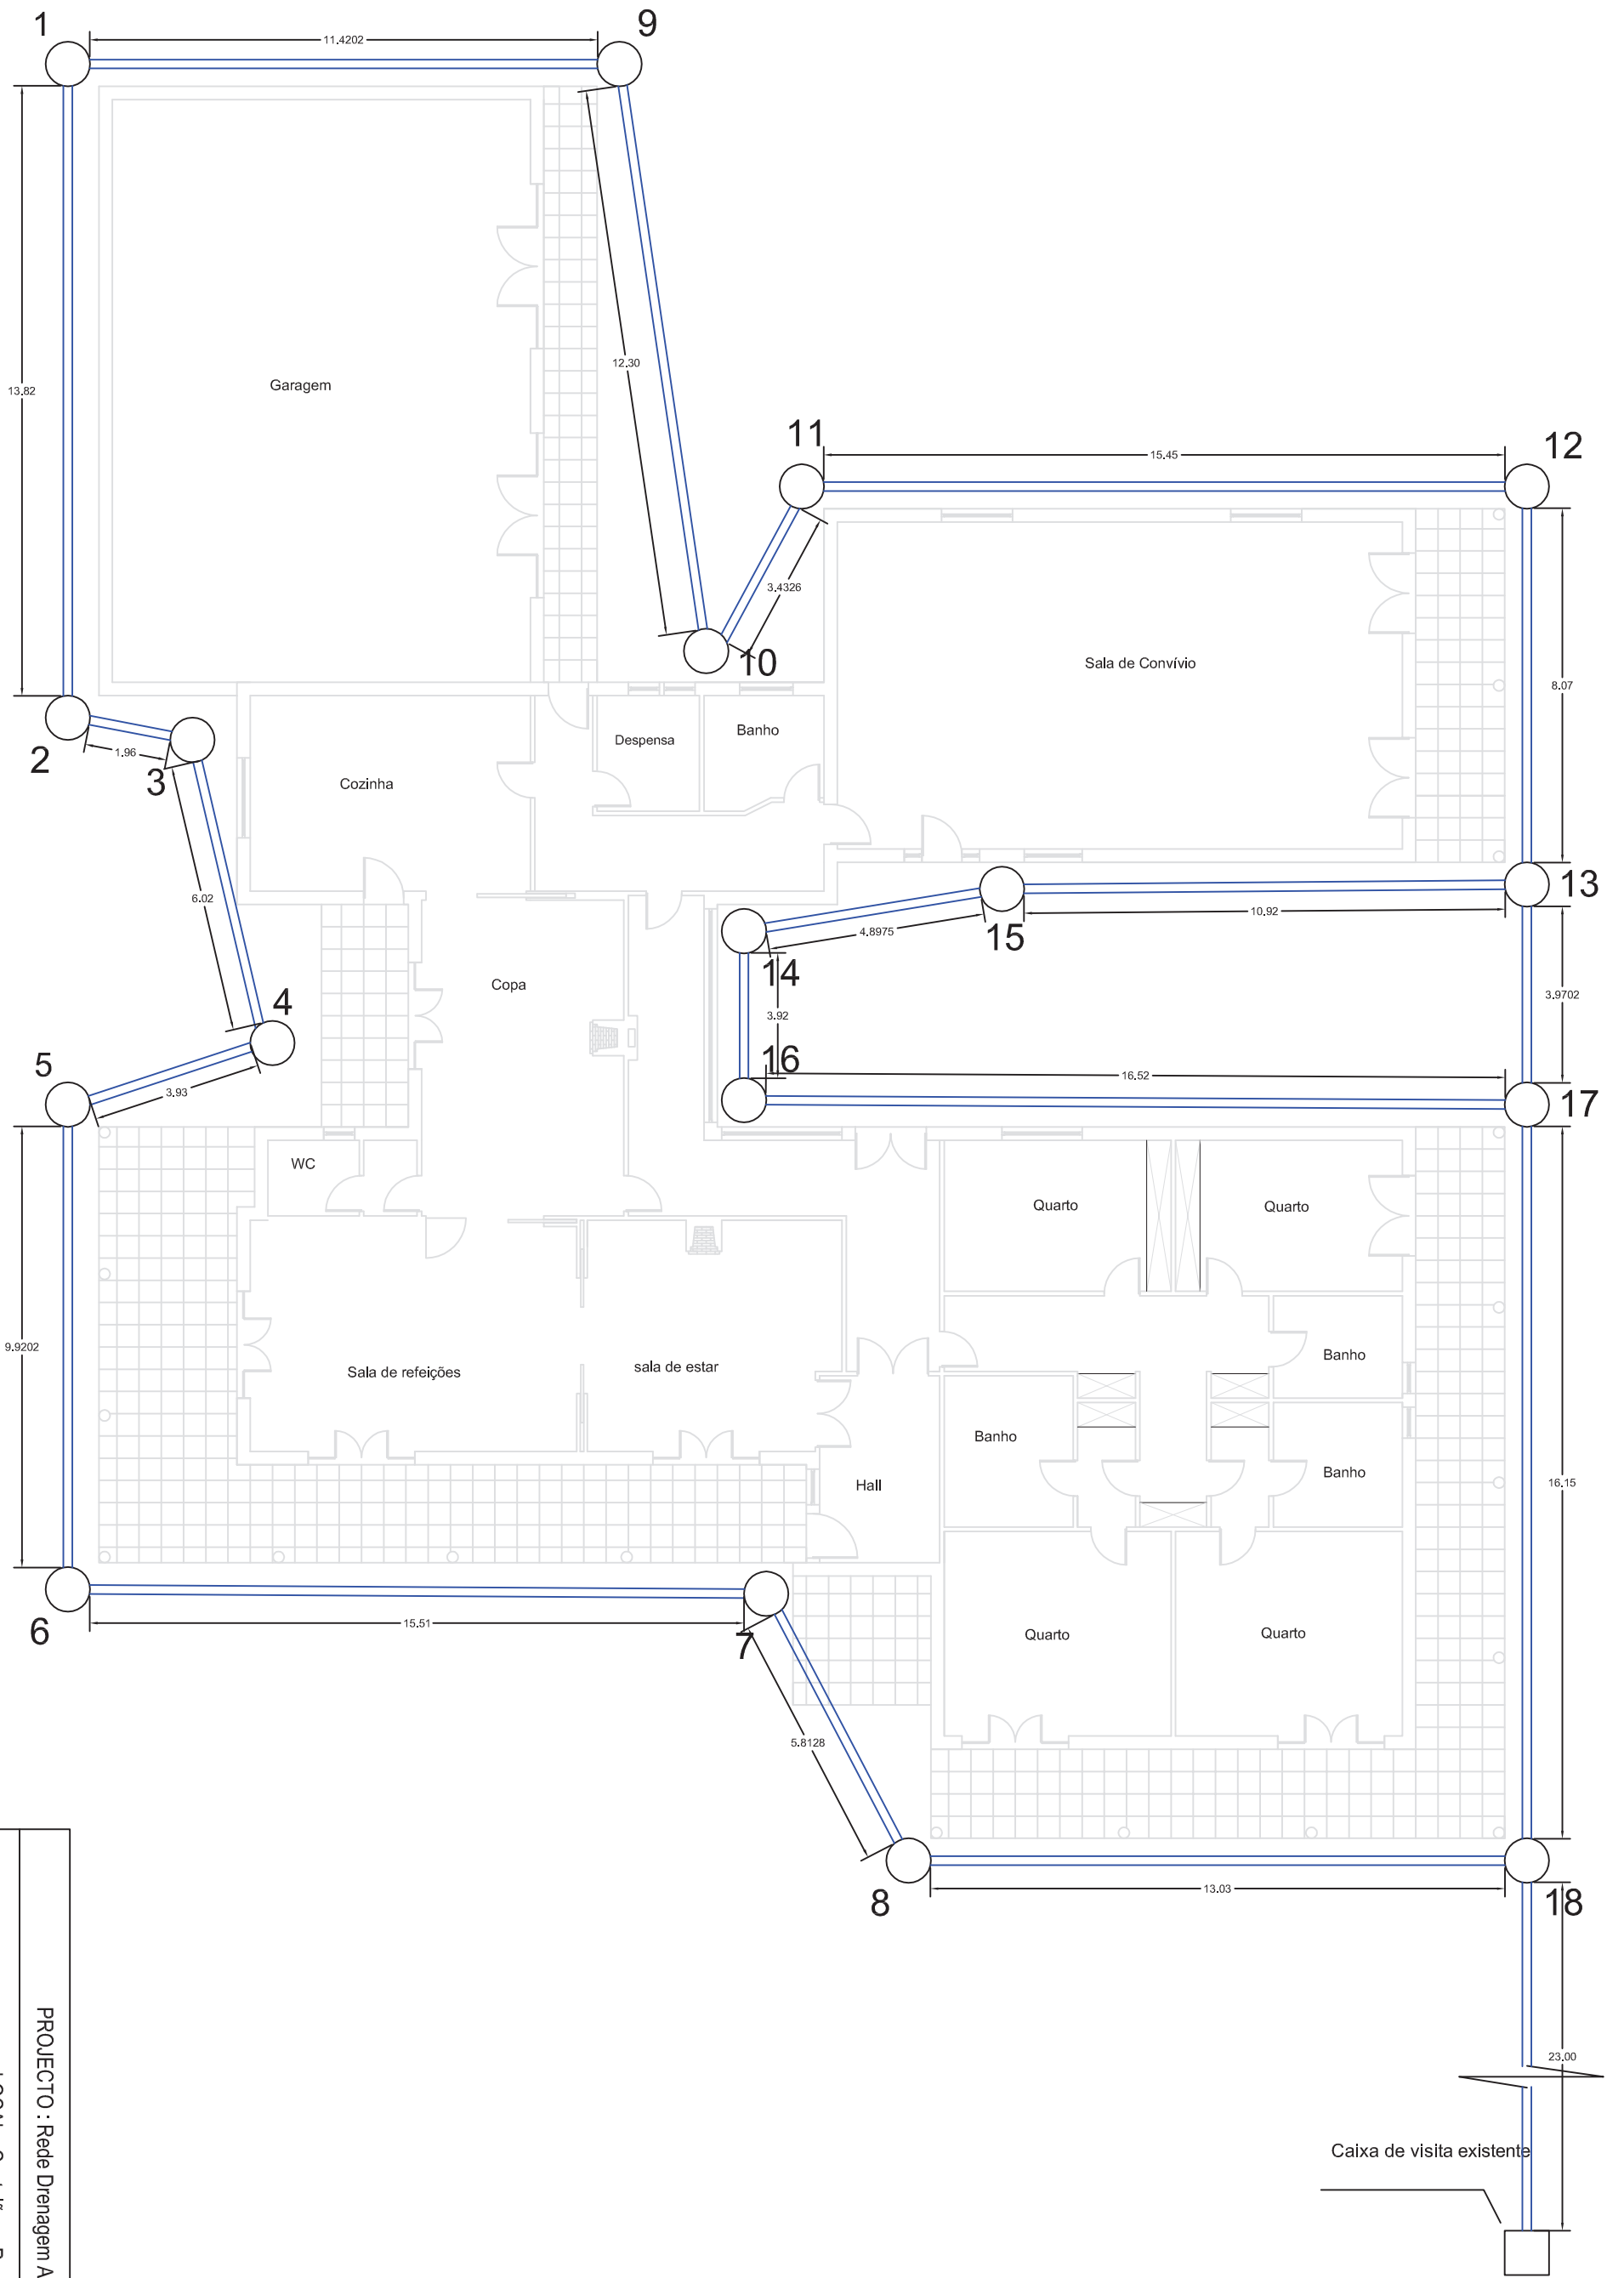 1
9
11.4202
13.82
12.30
Garagem
11
12
15.45
3.4326
10
Sala de Convívio
8.07
2
1.96
3
Despensa
Banho
Cozinha
6.02
13
10.92
15
4.8975
14
Copa
3.92
3.9702
4
5
3.93
16
16.52
17
WC
Quarto
Quarto
9.9202
Sala de refeições
sala de estar
Banho
Banho
Banho
Hall
16.15
6
15.51
7
Quarto
Quarto
5.8128
8
13.03
18
23.00
Caixa de visita existente
PROJECTO : Rede Drenagem A